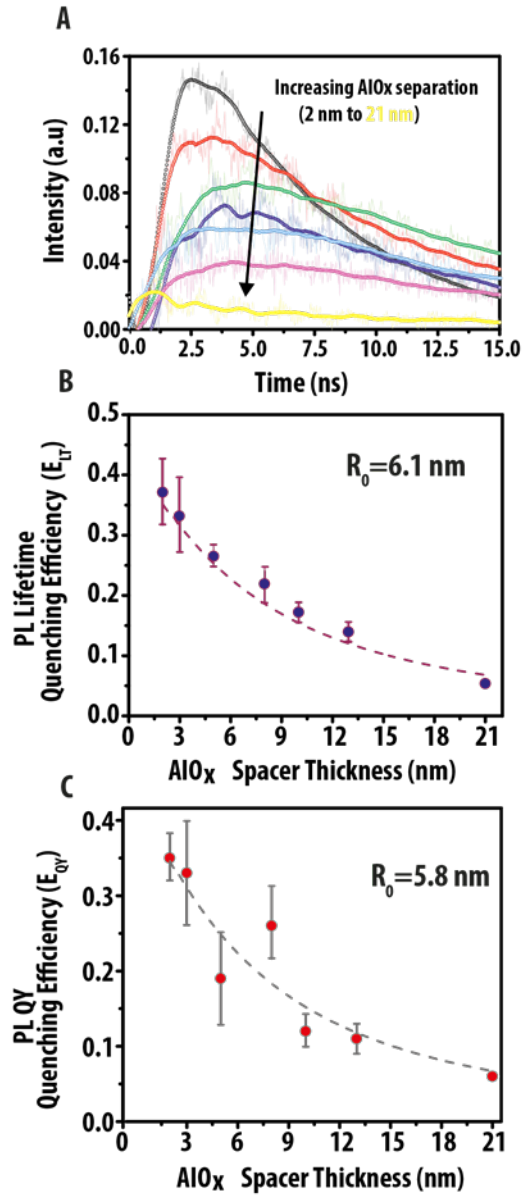 A
0.16
0.12
0.08
0.04
0.00
Intensity (a.u)
Increasing AlOx separation
(2 nm to 21 nm)
0.0 2.5 5.0 7.5 10.0 12.5 15.0
Time (ns)
B
0.5
0.4
0.3
0.2
0.1
0.0
PL Lifetime
Quenching Efficiency (E_LT)
R₀=6.1 nm
0 3 6 9 12 15 18 21
AlOx Spacer Thickness (nm)
C
0.4
0.3
0.2
0.1
0.0
PL QY
Quenching Efficiency (E_QY)
R₀=5.8 nm
0 3 6 9 12 15 18 21
AlOx Spacer Thickness (nm)